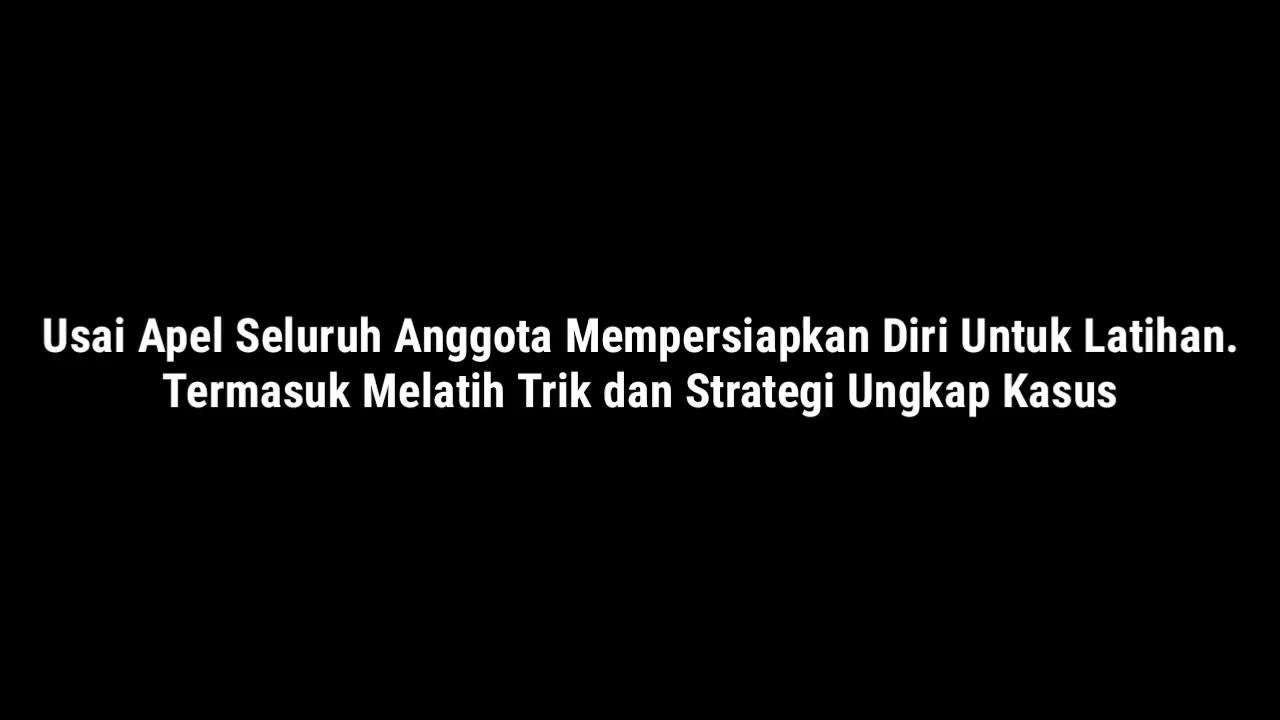 Usai Apel Seluruh Anggota Mempersiapkan Diri Untuk Latihan.
Termasuk Melatih Trik dan Strategi Ungkap Kasus